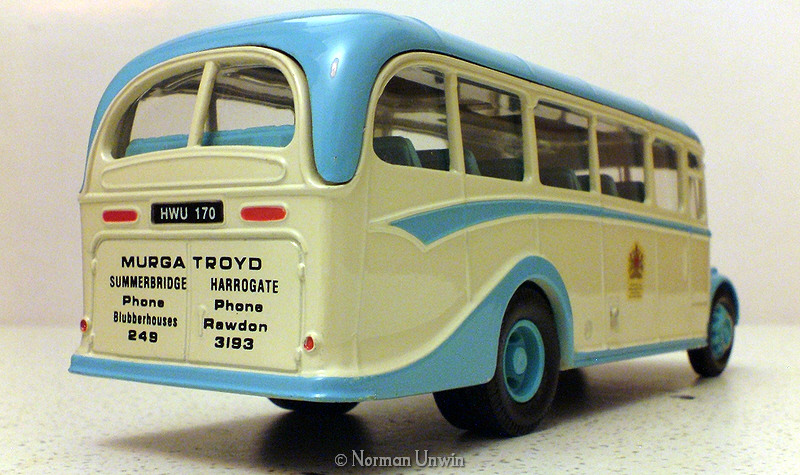 HWU 170
MURGA TROYD
SUMMERBRIDGE HARROGATE
Phone Phone
Blubberhouses Rawdon
249 3193
© Norman Unwin